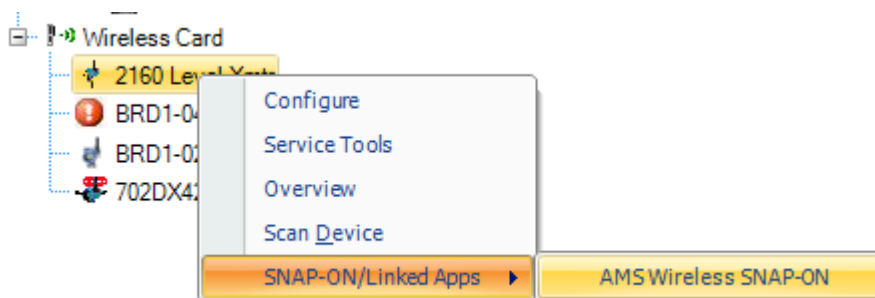 Wireless Card
2160 Level
BRD1-04
Configure
BRD1-02
Service Tools
702DX42
Overview
Scan Device
SNAP-ON/Linked Apps
AMS Wireless SNAP-ON